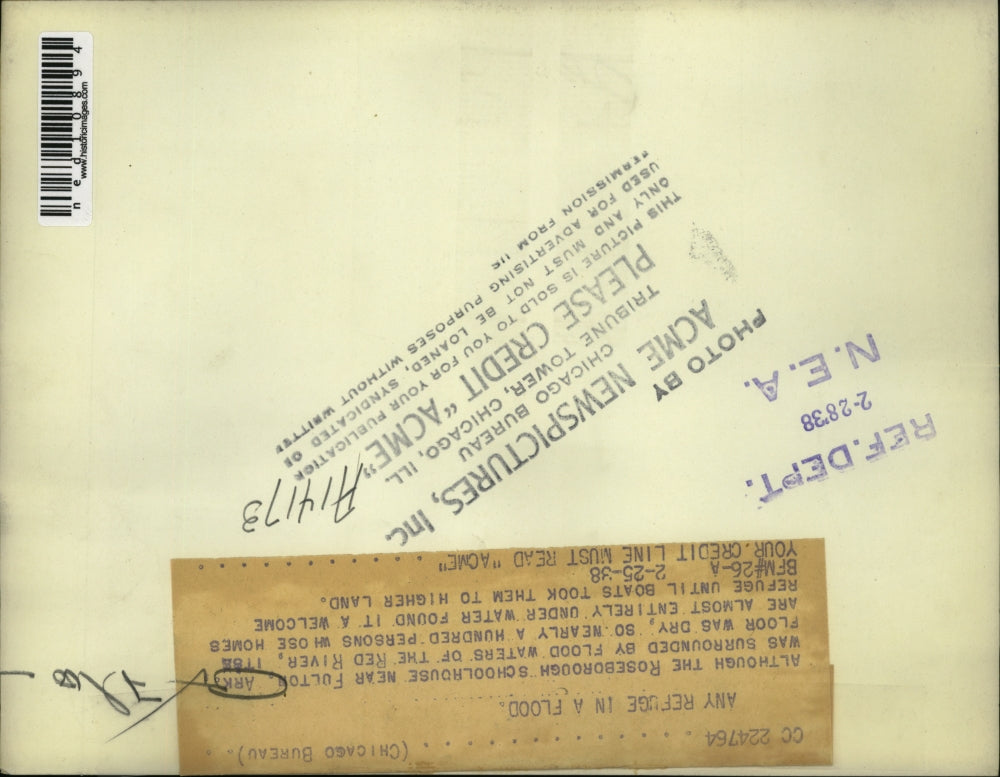 CC 224764 . . . . . . . . . . . . . . . . (CHICAGO BUREAU).
ANY REFUGE IN A FLOOD.
ALTHOUGH THE ROSEBOROUGH SCHOOLHOUSE NEAR FULTON ARK.
WAS SURROUNDED BY FLOOD WATERS OF THE RED RIVER, ITSS
FLOOR WAS DRY, SO NEARLY A HUNDRED PERSONS WHOSE HOMES
ARE ALMOST ENTIRELY UNDER WATER FOUND IT A WELCOME
REFUGE UNTIL BOATS TOOK THEM TO HIGHER LAND.
BFM#26-A 2-25-38
YOUR CREDIT LINE MUST READ "ACME" . . . . . . . . . .
A14173
REF. DEPT.
2-28'38
N.E.A.
PHOTO BY
ACME NEWSPICTURES, Inc.
CHICAGO BUREAU
TRIBUNE TOWER, CHICAGO, ILL.
PLEASE CREDIT "ACME"
THIS PICTURE IS SOLD TO YOU FOR YOUR PUBLICATION
ONLY AND MUST NOT BE LOANED, SYNDICATED OR
USED FOR ADVERTISING PURPOSES WITHOUT WRITTEN
PERMISSION FROM US
ned10894
www.historicimages.com